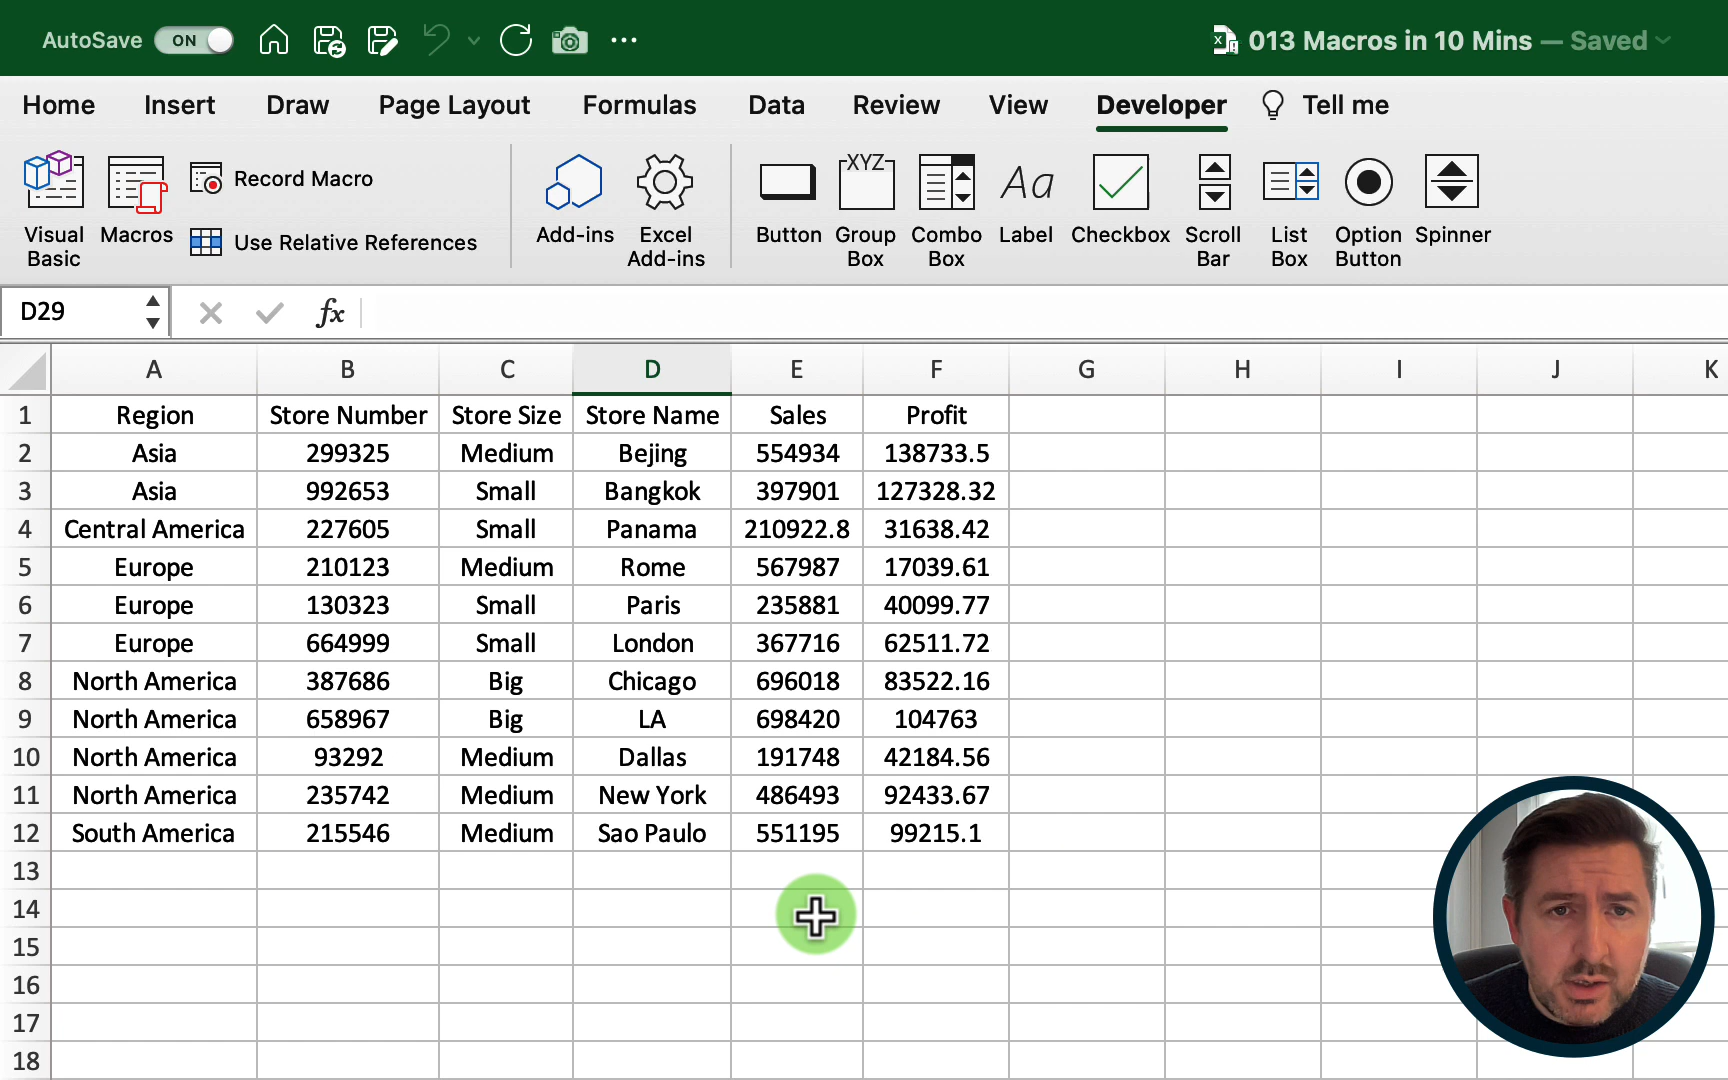 AutoSave ON 013 Macros in 10 Mins — Saved
Home Insert Draw Page Layout Formulas Data Review View Developer Tell me
Visual Basic Macros Record Macro Use Relative References Add-ins Excel Add-ins Button XYZ Group Box Combo Box Aa Label Checkbox Scroll Bar List Box Option Button Spinner
D29 fx
A B C D E F G H I J K
1 Region Store Number Store Size Store Name Sales Profit
2 Asia 299325 Medium Bejing 554934 138733.5
3 Asia 992653 Small Bangkok 397901 127328.32
4 Central America 227605 Small Panama 210922.8 31638.42
5 Europe 210123 Medium Rome 567987 17039.61
6 Europe 130323 Small Paris 235881 40099.77
7 Europe 664999 Small London 367716 62511.72
8 North America 387686 Big Chicago 696018 83522.16
9 North America 658967 Big LA 698420 104763
10 North America 93292 Medium Dallas 191748 42184.56
11 North America 235742 Medium New York 486493 92433.67
12 South America 215546 Medium Sao Paulo 551195 99215.1
13
14
15
16
17
18